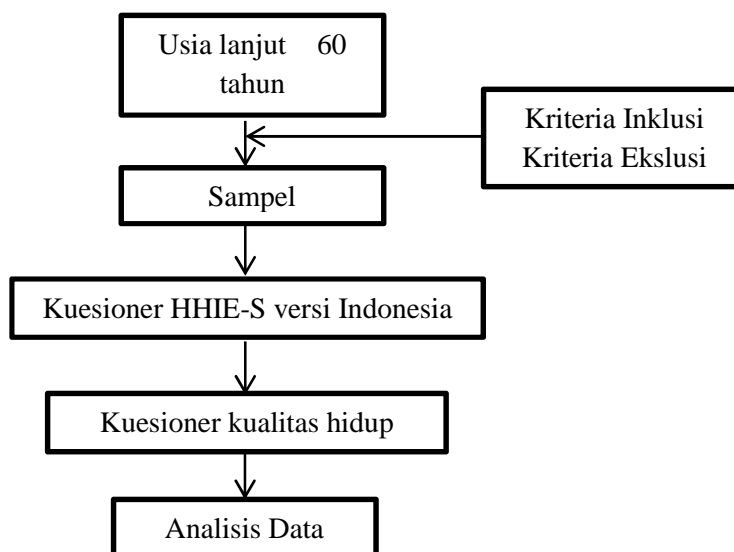 Usia lanjut 60
tahun
Kriteria Inklusi
Kriteria Ekslusi
Sampel
Kuesioner HHIE-S versi Indonesia
Kuesioner kualitas hidup
Analisis Data